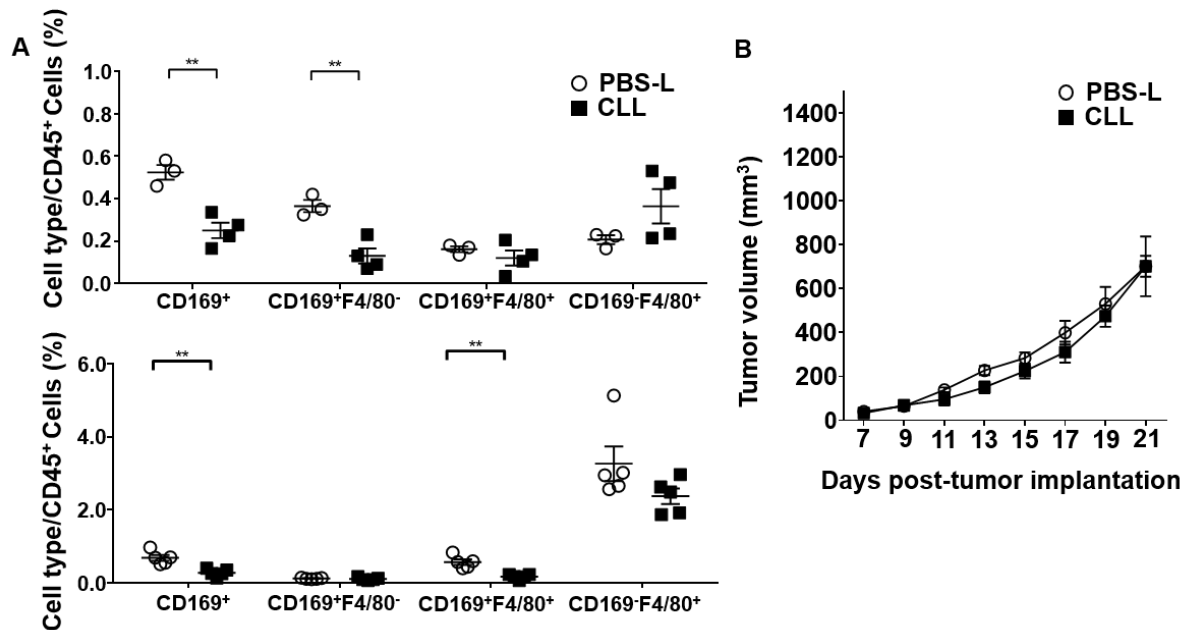 A
Cell type/CD45⁺ Cells (%)
1.0
0.8
0.6
0.4
0.2
0.0
**
**
PBS-L
CLL
CD169⁺
CD169⁺F4/80⁻
CD169⁺F4/80⁺
CD169⁻F4/80⁺
Cell type/CD45⁺ Cells (%)
6.0
4.0
2.0
0.0
**
**
CD169⁺
CD169⁺F4/80⁻
CD169⁺F4/80⁺
CD169⁻F4/80⁺
B
Tumor volume (mm³)
1400
1200
1000
800
600
400
200
0
PBS-L
CLL
7 9 11 13 15 17 19 21
Days post-tumor implantation